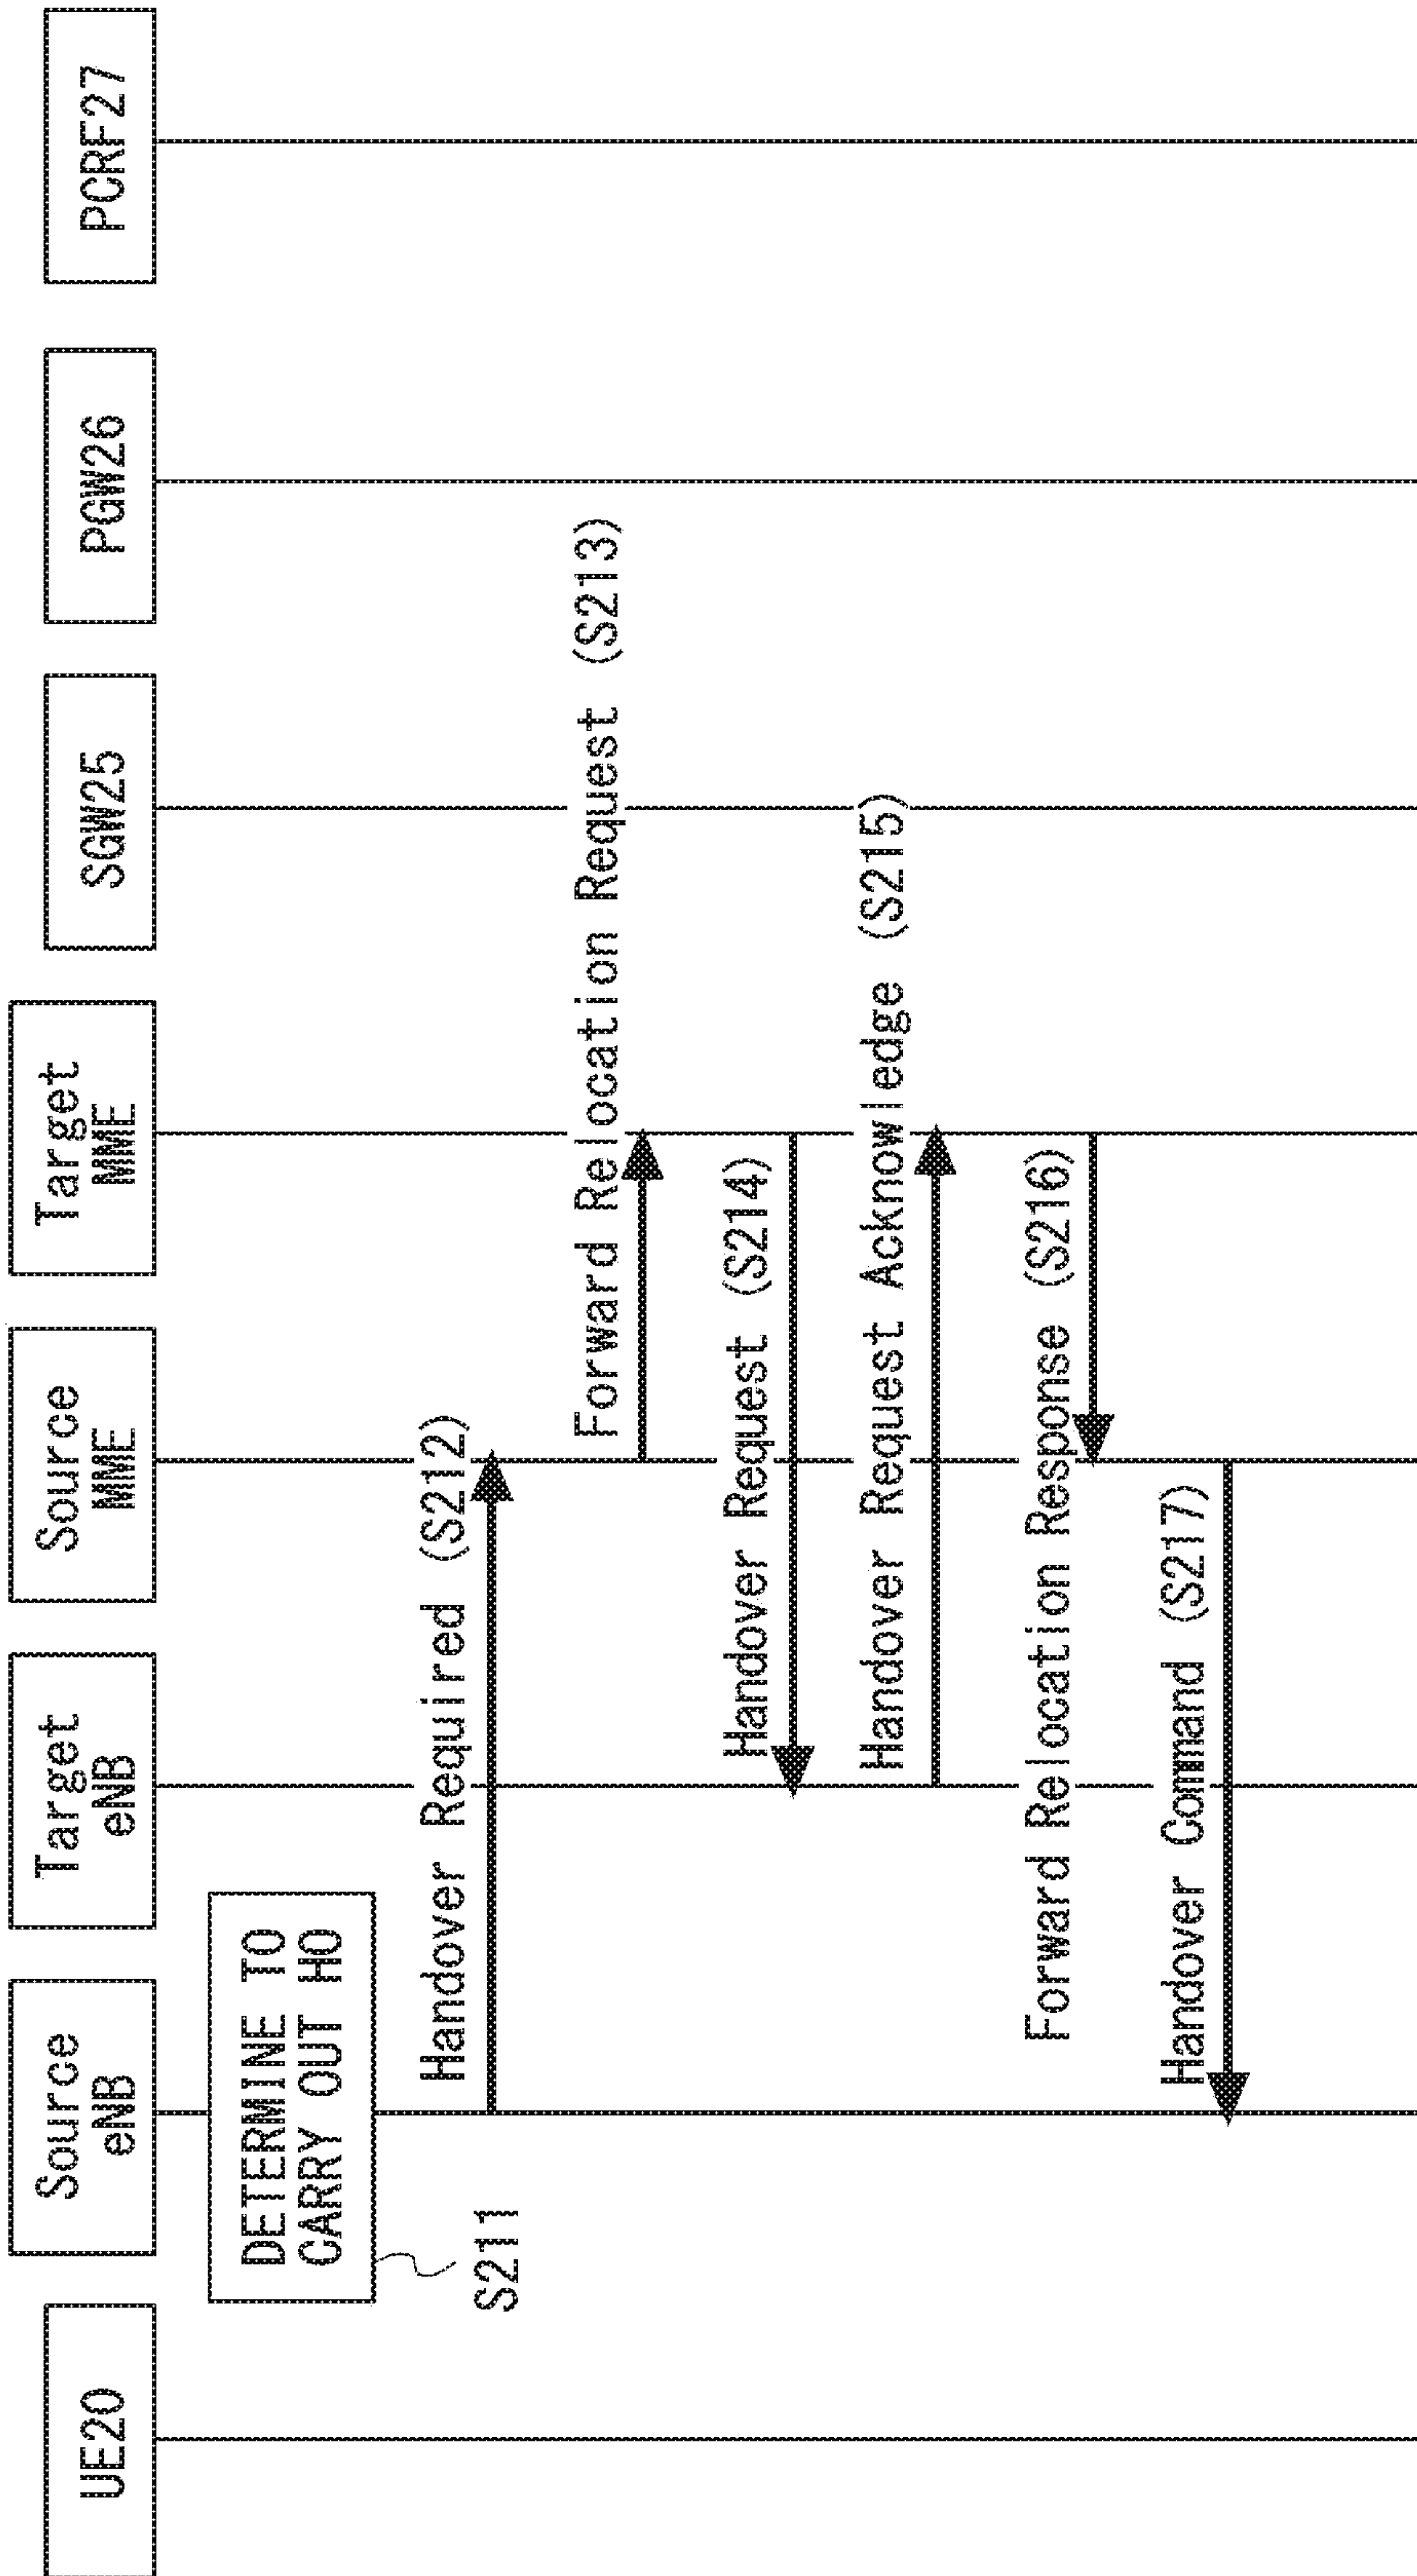 UE20
Source
eNB
Target
eNB
Source
MME
Target
MME
SGW25
PGW26
PCRF27
DETERMINE TO
CARRY OUT HO
S211
Handover Required (S212)
Forward Relocation Request (S213)
Handover Request (S214)
Handover Request Acknowledge (S215)
Forward Relocation Response (S216)
Handover Command (S217)